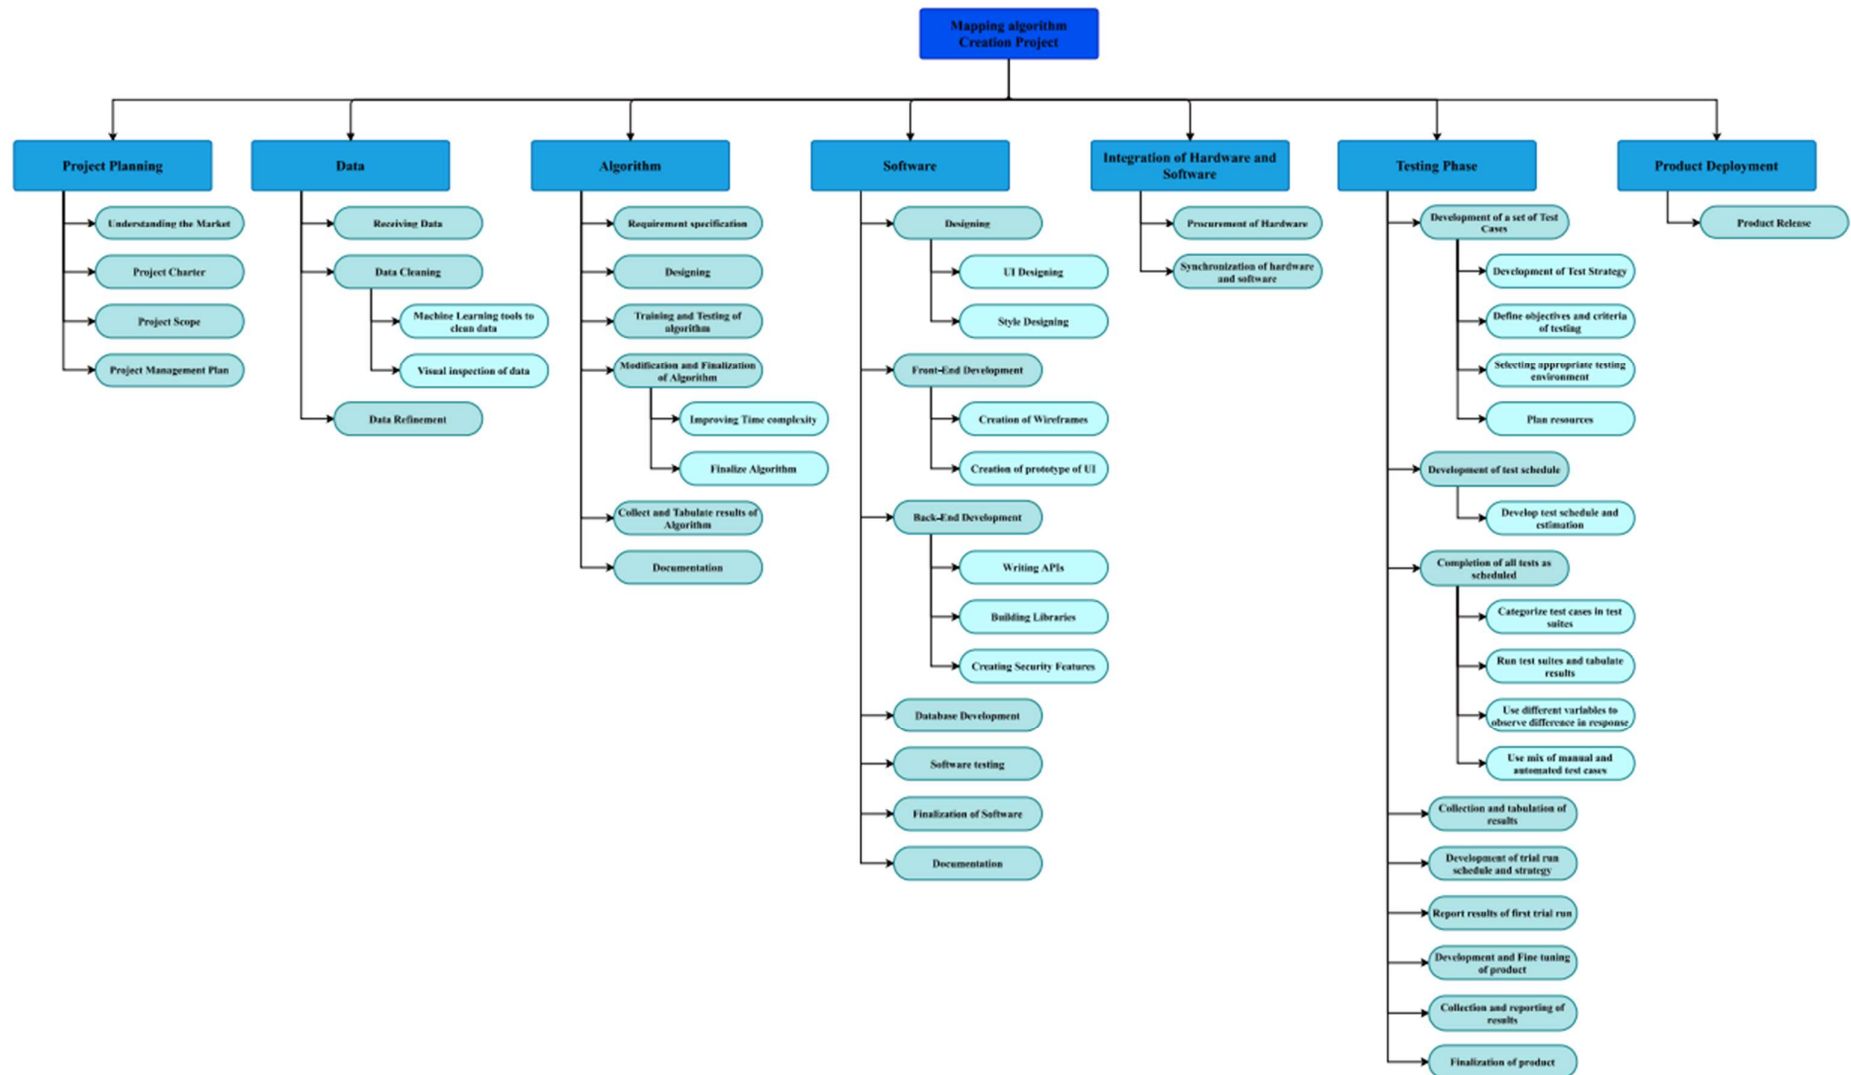 Mapping algorithm
Creation Project
Project Planning
Understanding the Market
Project Charter
Project Scope
Project Management Plan
Data
Receiving Data
Data Cleaning
Machine Learning tools to
clean data
Visual inspection of data
Data Refinement
Algorithm
Requirement specification
Designing
Training and Testing of
algorithm
Modification and Finalization
of Algorithm
Improving Time complexity
Finalize Algorithm
Collect and Tabulate results of
Algorithm
Documentation
Software
Designing
UI Designing
Style Designing
Front-End Development
Creation of Wireframes
Creation of prototype of UI
Back-End Development
Writing APIs
Building Libraries
Creating Security Features
Database Development
Software testing
Finalization of Software
Documentation
Integration of Hardware and
Software
Procurement of Hardware
Synchronization of hardware
and software
Testing Phase
Development of a set of Test
Cases
Development of Test Strategy
Define objectives and criteria
of testing
Selecting appropriate testing
environment
Plan resources
Development of test schedule
Develop test schedule and
estimation
Completion of all tests as
scheduled
Categorize test cases in test
suites
Run test suites and tabulate
results
Use different variables to
observe difference in response
Use mix of manual and
automated test cases
Collection and tabulation of
results
Development of trial run
schedule and strategy
Report results of first trial run
Development and Fine tuning
of product
Collection and reporting of
results
Finalization of product
Product Deployment
Product Release